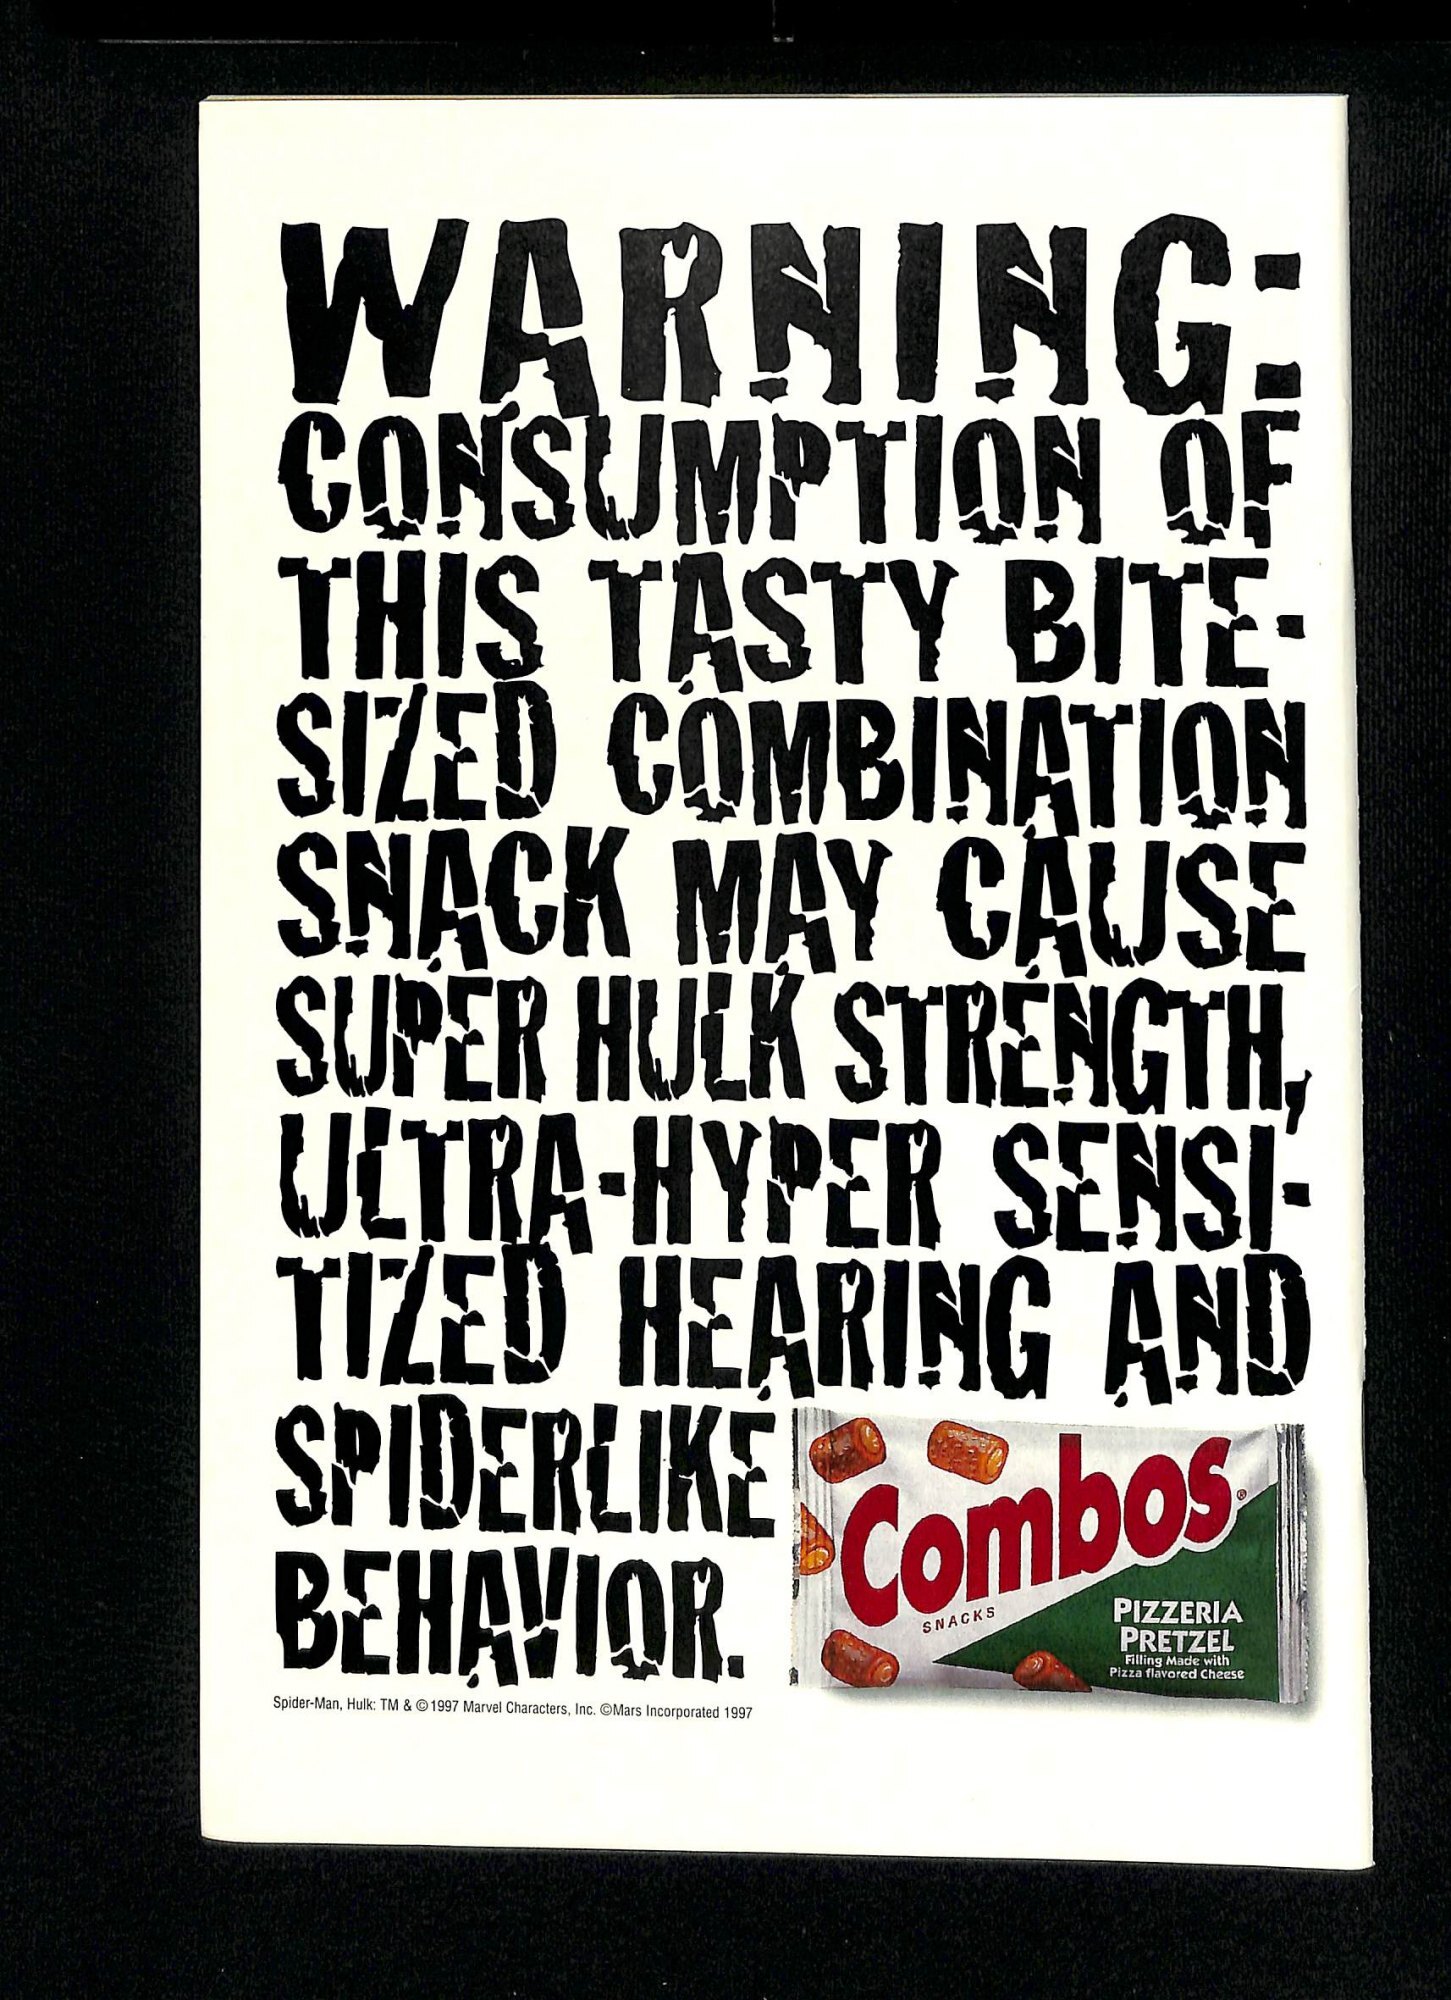 WARNING:
CONSUMPTION OF
THIS TASTY BITE-
SIZED COMBINATION
SNACK MAY CAUSE
SUPER HULK STRENGTH,
ULTRA-HYPER SENSI-
TIZED HEARING AND
SPIDERLIKE
BEHAVIOR.
Combos®
SNACKS
PIZZERIA
PRETZEL
Filling Made with
Pizza flavored Cheese
Spider-Man, Hulk: TM & ©1997 Marvel Characters, Inc. ©Mars Incorporated 1997